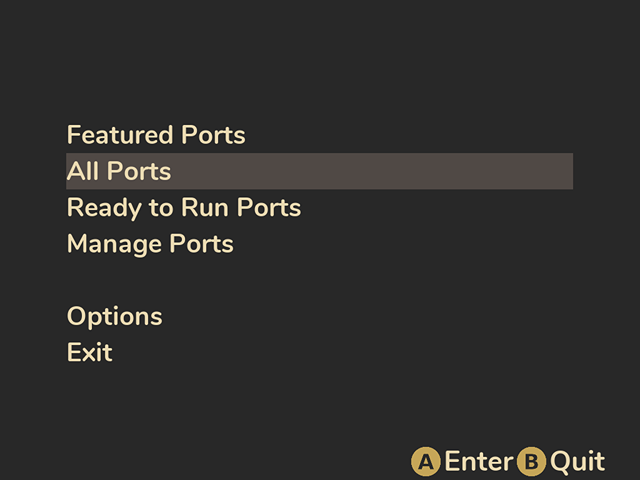 Featured Ports
All Ports
Ready to Run Ports
Manage Ports
Options
Exit
A Enter B Quit